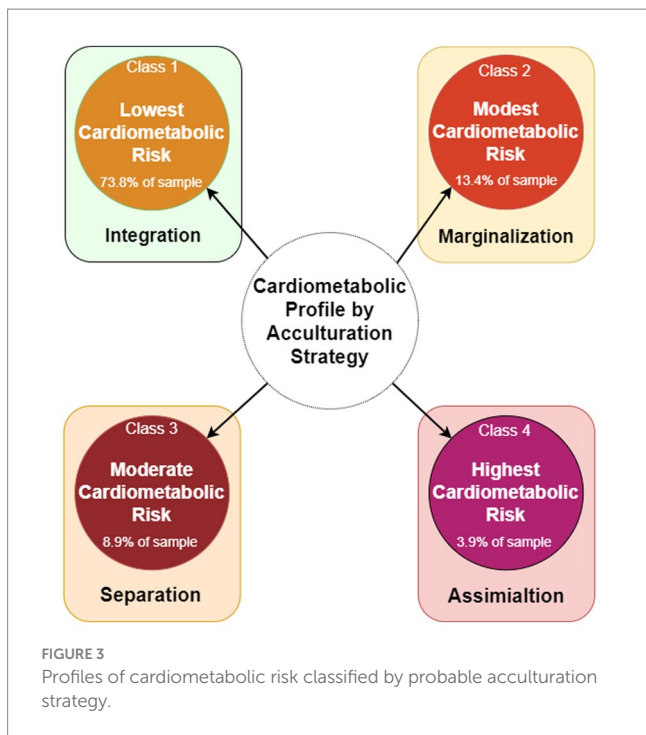 Class 1
Lowest
Cardiometabolic
Risk
73.8% of sample
Integration
Class 2
Modest
Cardiometabolic
Risk
13.4% of sample
Marginalization
Cardiometabolic
Profile by
Acculturation
Strategy
Class 3
Moderate
Cardiometabolic
Risk
8.9% of sample
Separation
Class 4
Highest
Cardiometabolic
Risk
3.9% of sample
Assimialtion
FIGURE 3
Profiles of cardiometabolic risk classified by probable acculturation
strategy.